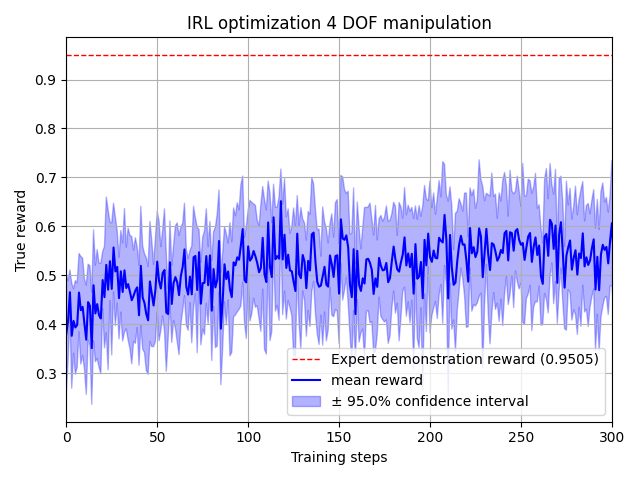 IRL optimization 4 DOF manipulation
True reward
0.9
0.8
0.7
0.6
0.5
0.4
0.3
0
50
100
150
200
250
300
Training steps
Expert demonstration reward (0.9505)
mean reward
± 95.0% confidence interval